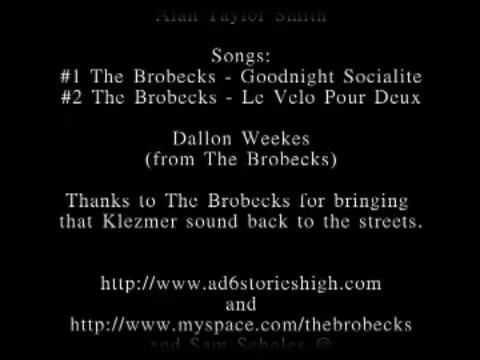 Alan Taylor Smith
Songs:
#1 The Brobecks - Goodnight Socialite
#2 The Brobecks - Le Velo Pour Deux
Dallon Weekes
(from The Brobecks)
Thanks to The Brobecks for bringing
that Klezmer sound back to the streets.
http://www.ad6storieshigh.com
and
http://www.myspace.com/thebrobecks
and Sam Schales @